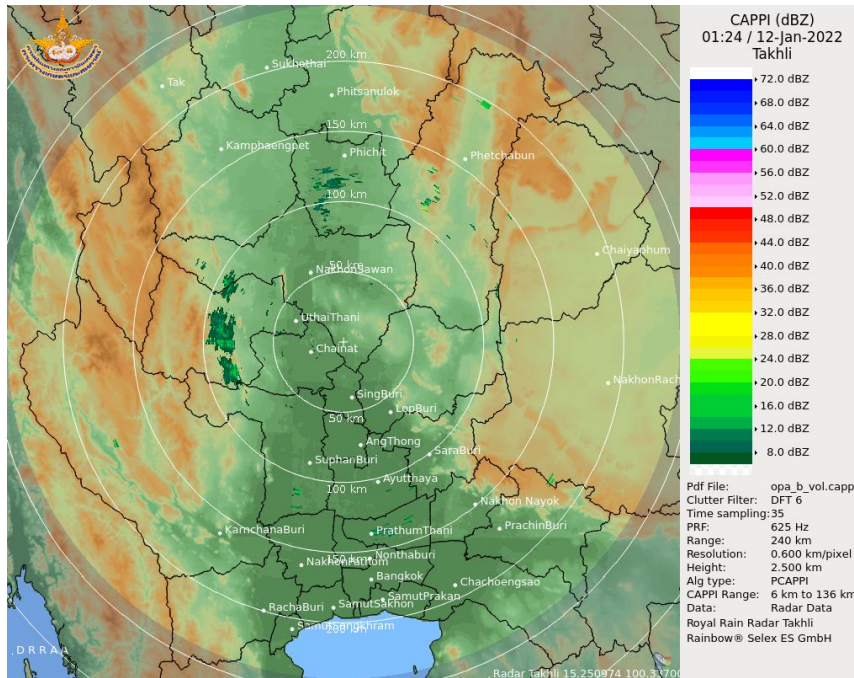 CAPPI (dBZ)
01:24 / 12-Jan-2022
Takhli
72.0 dBZ
68.0 dBZ
64.0 dBZ
60.0 dBZ
56.0 dBZ
52.0 dBZ
48.0 dBZ
44.0 dBZ
40.0 dBZ
36.0 dBZ
32.0 dBZ
28.0 dBZ
24.0 dBZ
20.0 dBZ
16.0 dBZ
12.0 dBZ
8.0 dBZ
Pdf File: opa_b_vol.capp
Clutter Filter: DFT 6
Time sampling:35
PRF: 625 Hz
Range: 240 km
Resolution: 0.600 km/pixel
Height: 2.500 km
Alg type: PCAPPI
CAPPI Range: 6 km to 136 km
Data: Radar Data
Royal Rain Radar Takhli
Rainbow® Selex ES GmbH
200 km
Sukhothai
Tak
Phitsanulok
150 km
Kamphaengpet
Phichit
Phetchabun
100 km
Chaiyaphum
50 km
NakhonSawan
UthaiThani
Chainat
NakhonRach
SingBuri
LopBuri
50 km
AngThong
SaraBuri
SuphanBuri
Ayutthaya
100 km
Nakhon Nayok
KarnchanaBuri
PrathumThani
PrachinBuri
150 km
Nonthaburi
NakhonPathom
Bangkok
Chachoengsao
SamutPrakan
RachaBuri
SamutSakhon
SamutSongkhram
200 km
. D R R A A
Radar Takhli 15.250974 100.33700